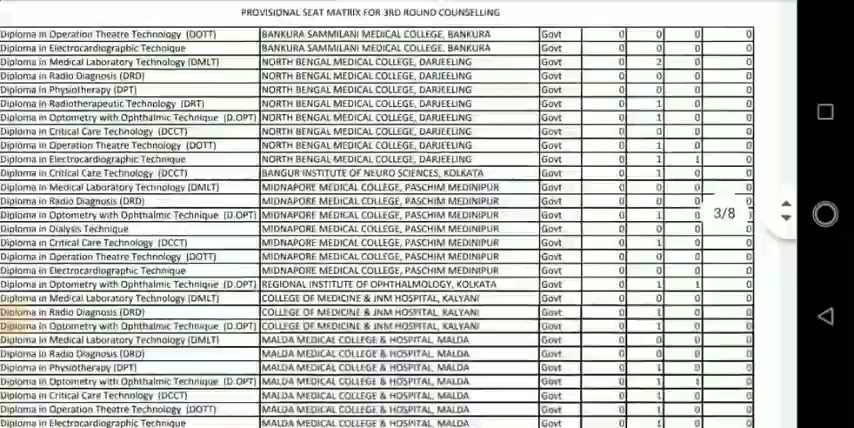 PROVISIONAL SEAT MATRIX FOR 3RD ROUND COUNSELLING
Diploma in Operation Theatre Technology (DOTT) BANKURA SAMMILANI MEDICAL COLLEGE, BANKURA Govt 0 0 0 0
Diploma in Electrocardiographic Technique BANKURA SAMMILANI MEDICAL COLLEGE, BANKURA Govt 0 0 0 0
Diploma in Medical Laboratory Technology (DMLT) NORTH BENGAL MEDICAL COLLEGE, DARJEELING Govt 0 2 0 0
Diploma in Radio Diagnosis (DRD) NORTH BENGAL MEDICAL COLLEGE, DARJEELING Govt 0 0 0 0
Diploma in Physiotherapy (DPT) NORTH BENGAL MEDICAL COLLEGE, DARJEELING Govt 0 0 0 0
Diploma in Radiotherapeutic Technology (DRT) NORTH BENGAL MEDICAL COLLEGE, DARJEELING Govt 0 1 0 0
Diploma in Optometry with Ophthalmic Technique (D.OPT) NORTH BENGAL MEDICAL COLLEGE, DARJEELING Govt 0 1 0 0
Diploma in Critical Care Technology (DCCT) NORTH BENGAL MEDICAL COLLEGE, DARJEELING Govt 0 0 0 0
Diploma in Operation Theatre Technology (DOTT) NORTH BENGAL MEDICAL COLLEGE, DARJEELING Govt 0 1 0 0
Diploma in Electrocardiographic Technique NORTH BENGAL MEDICAL COLLEGE, DARJEELING Govt 0 1 1 0
Diploma in Critical Care Technology (DCCT) BANGUR INSTITUTE OF NEURO SCIENCES, KOLKATA Govt 0 1 0 0
Diploma in Medical Laboratory Technology (DMLT) MIDNAPORE MEDICAL COLLEGE, PASCHIM MEDINIPUR Govt 0 0 0 0
Diploma in Radio Diagnosis (DRD) MIDNAPORE MEDICAL COLLEGE, PASCHIM MEDINIPUR Govt 0 0 0
Diploma in Optometry with Ophthalmic Technique (D.OPT) MIDNAPORE MEDICAL COLLEGE, PASCHIM MEDINIPUR Govt 0 1 0 3/8
Diploma in Dialysis Technique MIDNAPORE MEDICAL COLLEGE, PASCHIM MEDINIPUR Govt 0 0 0
Diploma in Critical Care Technology (DCCT) MIDNAPORE MEDICAL COLLEGE, PASCHIM MEDINIPUR Govt 0 1 0 0
Diploma in Operation Theatre Technology (DOTT) MIDNAPORE MEDICAL COLLEGE, PASCHIM MEDINIPUR Govt 0 0 0 0
Diploma in Electrocardiographic Technique MIDNAPORE MEDICAL COLLEGE, PASCHIM MEDINIPUR Govt 0 0 0 0
Diploma in Optometry with Ophthalmic Technique (D.OPT) REGIONAL INSTITUTE OF OPHTHALMOLOGY, KOLKATA Govt 0 1 1 0
Diploma in Medical Laboratory Technology (DMLT) COLLEGE OF MEDICINE & JNM HOSPITAL, KALYANI Govt 0 0 0 0
Diploma in Radio Diagnosis (DRD) COLLEGE OF MEDICINE & JNM HOSPITAL, KALYANI Govt 0 1 0 0
Diploma in Optometry with Ophthalmic Technique (D.OPT) COLLEGE OF MEDICINE & JNM HOSPITAL, KALYANI Govt 0 1 0 0
Diploma in Medical Laboratory Technology (DMLT) MALDA MEDICAL COLLEGE & HOSPITAL, MALDA Govt 0 0 0 0
Diploma in Radio Diagnosis (DRD) MALDA MEDICAL COLLEGE & HOSPITAL, MALDA Govt 0 0 0 0
Diploma in Physiotherapy (DPT) MALDA MEDICAL COLLEGE & HOSPITAL, MALDA Govt 0 1 0 0
Diploma in Optometry with Ophthalmic Technique (D.OPT) MALDA MEDICAL COLLEGE & HOSPITAL, MALDA Govt 0 1 1 0
Diploma in Critical Care Technology (DCCT) MALDA MEDICAL COLLEGE & HOSPITAL, MALDA Govt 0 1 0 0
Diploma in Operation Theatre Technology (DOTT) MALDA MEDICAL COLLEGE & HOSPITAL, MALDA Govt 0 1 0 0
Diploma in Electrocardiographic Technique MALDA MEDICAL COLLEGE & HOSPITAL, MALDA Govt 0 1 0 0